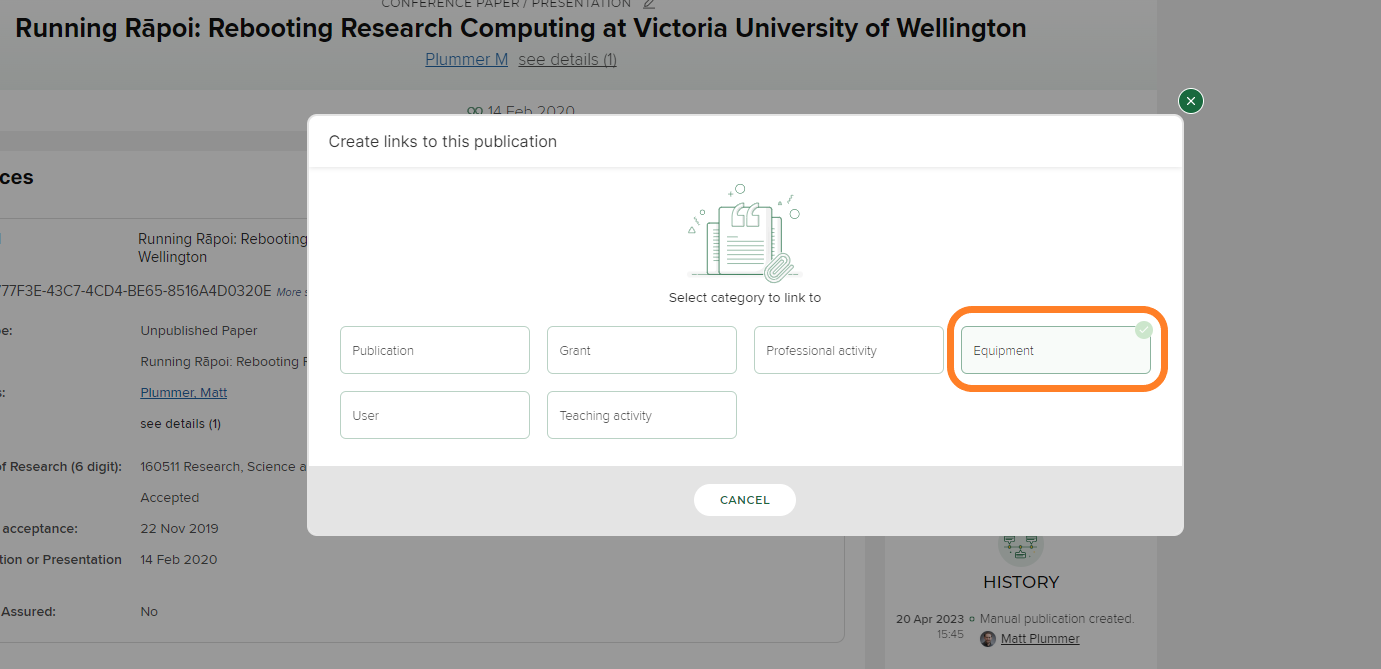 CONFERENCE PAPER / PRESENTATION
Running Rāpoi: Rebooting Research Computing at Victoria University of Wellington
Plummer M see details (1)
14 Feb 2020
Create links to this publication
Select category to link to
Publication
Grant
Professional activity
Equipment
User
Teaching activity
CANCEL
ces
Running Rāpoi: Rebooting
Wellington
77F3E-43C7-4CD4-BE65-8516A4D0320E More s
e: Unpublished Paper
Running Rāpoi: Rebooting R
s: Plummer, Matt
see details (1)
of Research (6 digit): 160511 Research, Science a
Accepted
acceptance: 22 Nov 2019
tion or Presentation 14 Feb 2020
Assured: No
HISTORY
20 Apr 2023 Manual publication created.
15:45 Matt Plummer